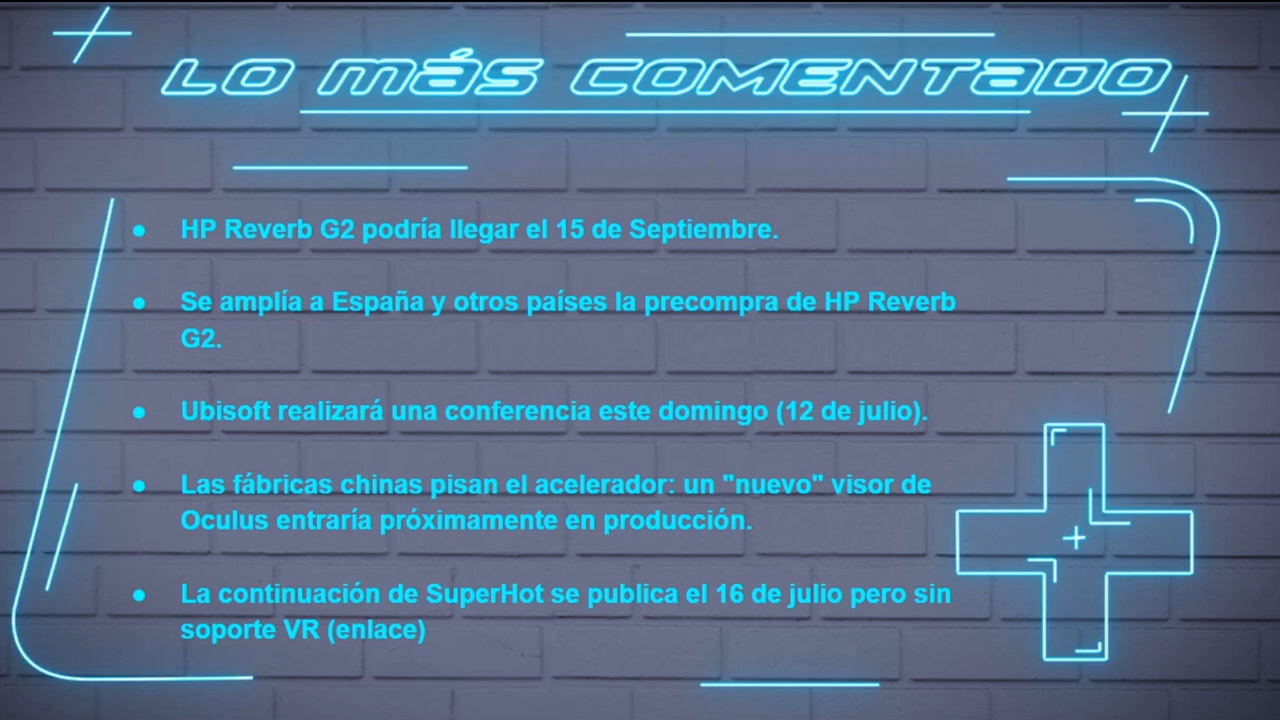 LO MÁS COMENTADO
● HP Reverb G2 podría llegar el 15 de Septiembre.
● Se amplía a España y otros países la precompra de HP Reverb
G2.
● Ubisoft realizará una conferencia este domingo (12 de julio).
● Las fábricas chinas pisan el acelerador: un "nuevo" visor de
Oculus entraría próximamente en producción.
● La continuación de SuperHot se publica el 16 de julio pero sin
soporte VR (enlace)